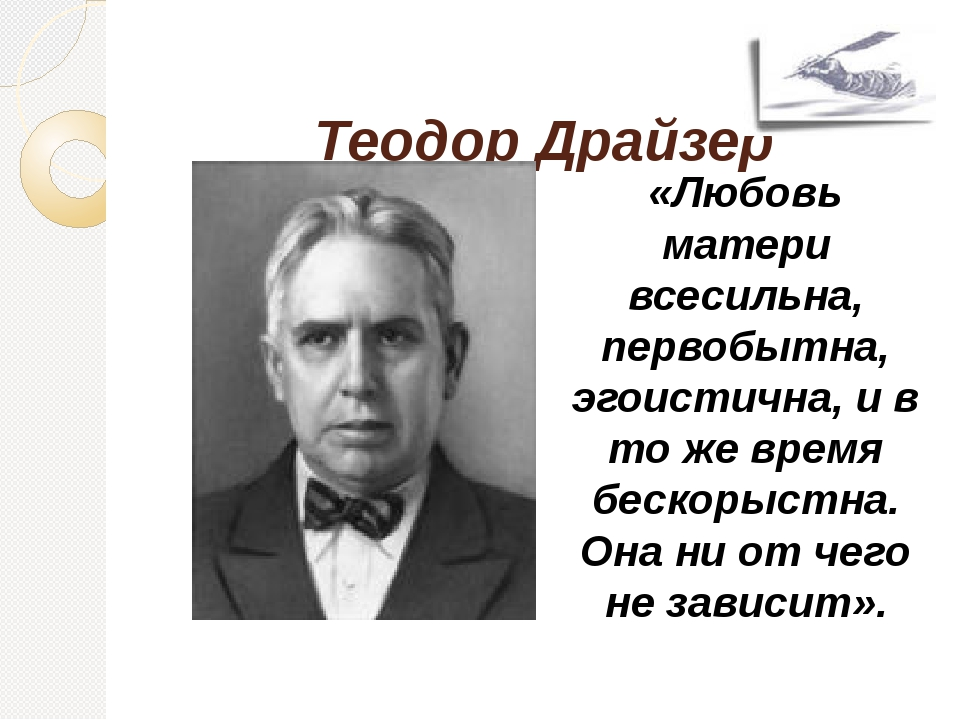 Теодор Драйзер
«Любовь
матери
всесильна,
первобытна,
эгоистична, и в
то же время
бескорыстна.
Она ни от чего
не зависит».